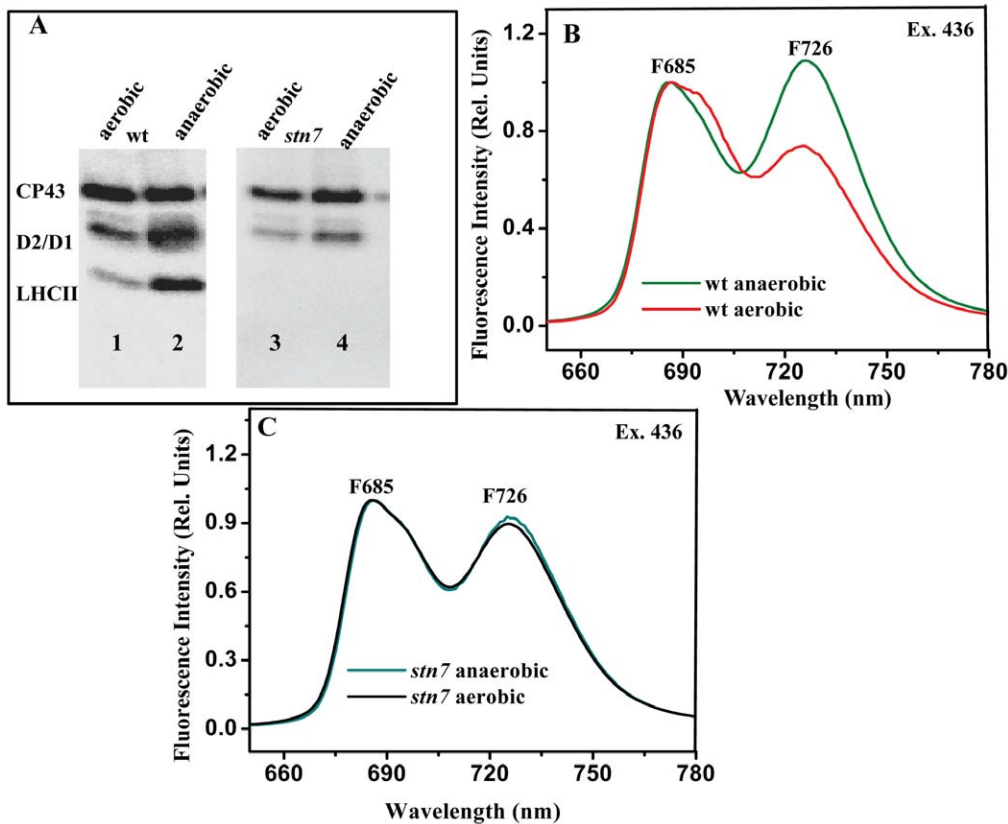 A
aerobic
wt
anaerobic
aerobic
stn7
anaerobic
CP43
D2/D1
LHCII
1
2
3
4
B
Ex. 436
F685
F726
Fluorescence Intensity (Rel. Units)
1.2
0.8
0.4
0.0
wt anaerobic
wt aerobic
660
690
720
750
780
Wavelength (nm)
C
Ex. 436
F685
F726
Fluorescence Intensity (Rel. Units)
1.2
0.9
0.6
0.3
0.0
stn7 anaerobic
stn7 aerobic
660
690
720
750
780
Wavelength (nm)